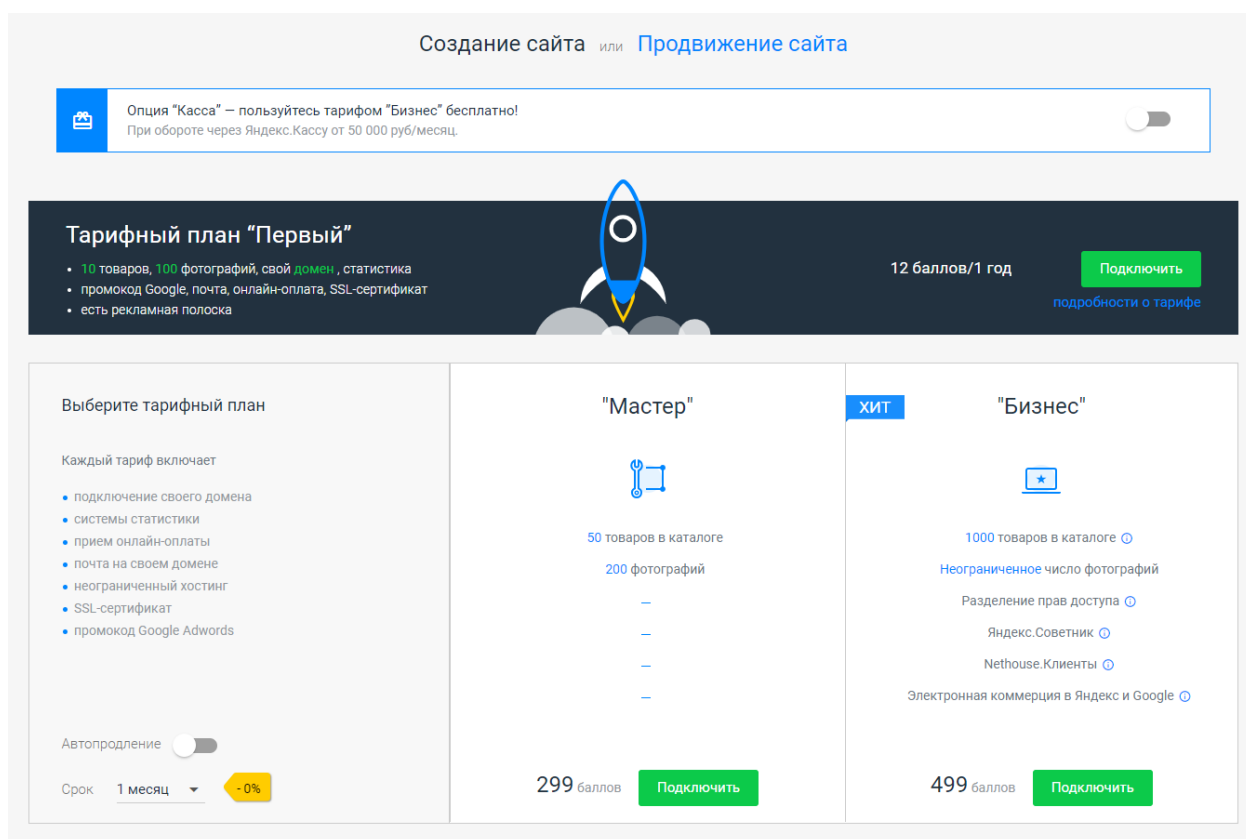 Создание сайта или Продвижение сайта
Опция “Касса” — пользуйтесь тарифом “Бизнес” бесплатно!
При обороте через Яндекс.Кассу от 50 000 руб/месяц.
Тарифный план “Первый”
• 10 товаров, 100 фотографий, свой домен , статистика
• промокод Google, почта, онлайн-оплата, SSL-сертификат
• есть рекламная полоска
12 баллов/1 год
Подключить
подробности о тарифе
Выберите тарифный план
Каждый тариф включает
• подключение своего домена
• системы статистики
• прием онлайн-оплаты
• почта на своем домене
• неограниченный хостинг
• SSL-сертификат
• промокод Google Adwords
Автопродление
Срок 1 месяц - 0%
"Мастер"
50 товаров в каталоге
200 фотографий
–
–
–
–
299 баллов Подключить
ХИТ
"Бизнес"
1000 товаров в каталоге
Неограниченное число фотографий
Разделение прав доступа
Яндекс.Советник
Nethouse.Клиенты
Электронная коммерция в Яндекс и Google
499 баллов Подключить